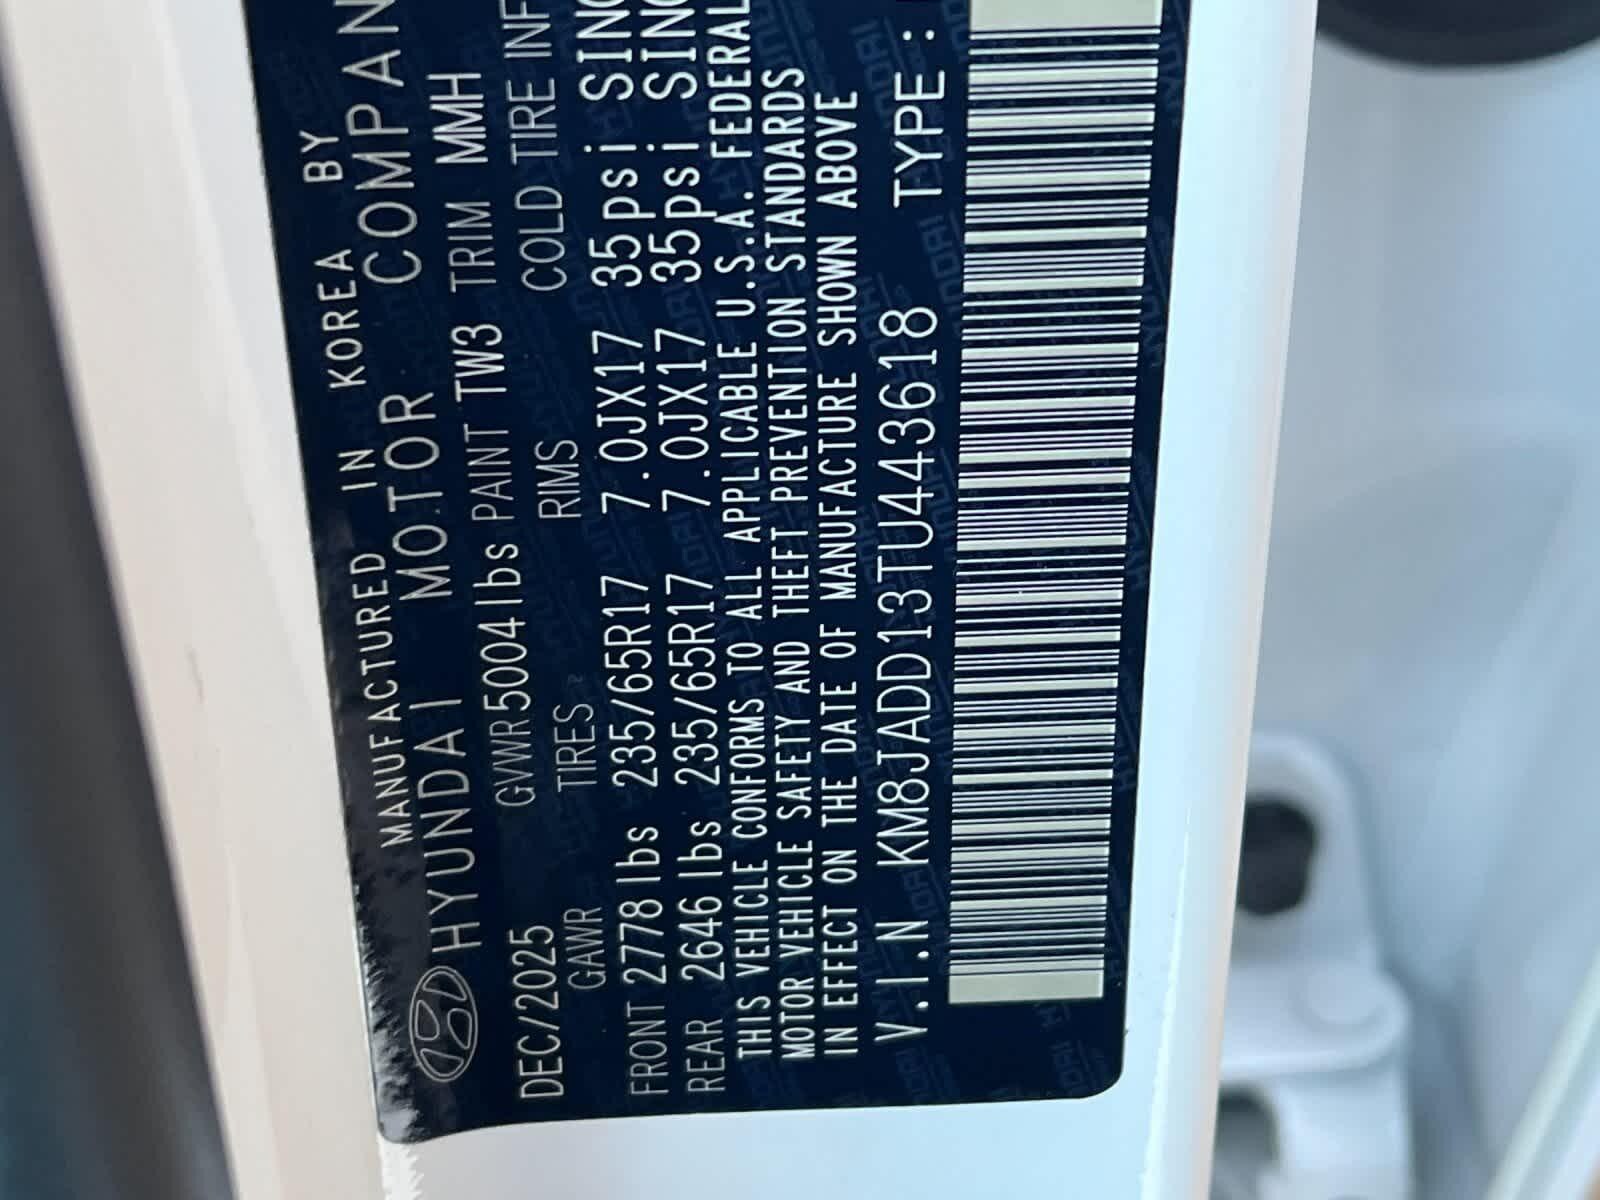 MANUFACTURED IN KOREA BY
HYUNDAI MOTOR COMPAN
DEC/2025 GVWR 5004 lbs PAINT TW3 TRIM MMH
GAWR TIRES RIMS COLD TIRE INF
FRONT 2778 lbs 235/65R17 7.0JX17 35psi SING
REAR 2646 lbs 235/65R17 7.0JX17 35psi SING
THIS VEHICLE CONFORMS TO ALL APPLICABLE U.S.A. FEDERAL
MOTOR VEHICLE SAFETY AND THEFT PREVENTION STANDARDS
IN EFFECT ON THE DATE OF MANUFACTURE SHOWN ABOVE
V.I.N KM8JADD13TU443618 TYPE: